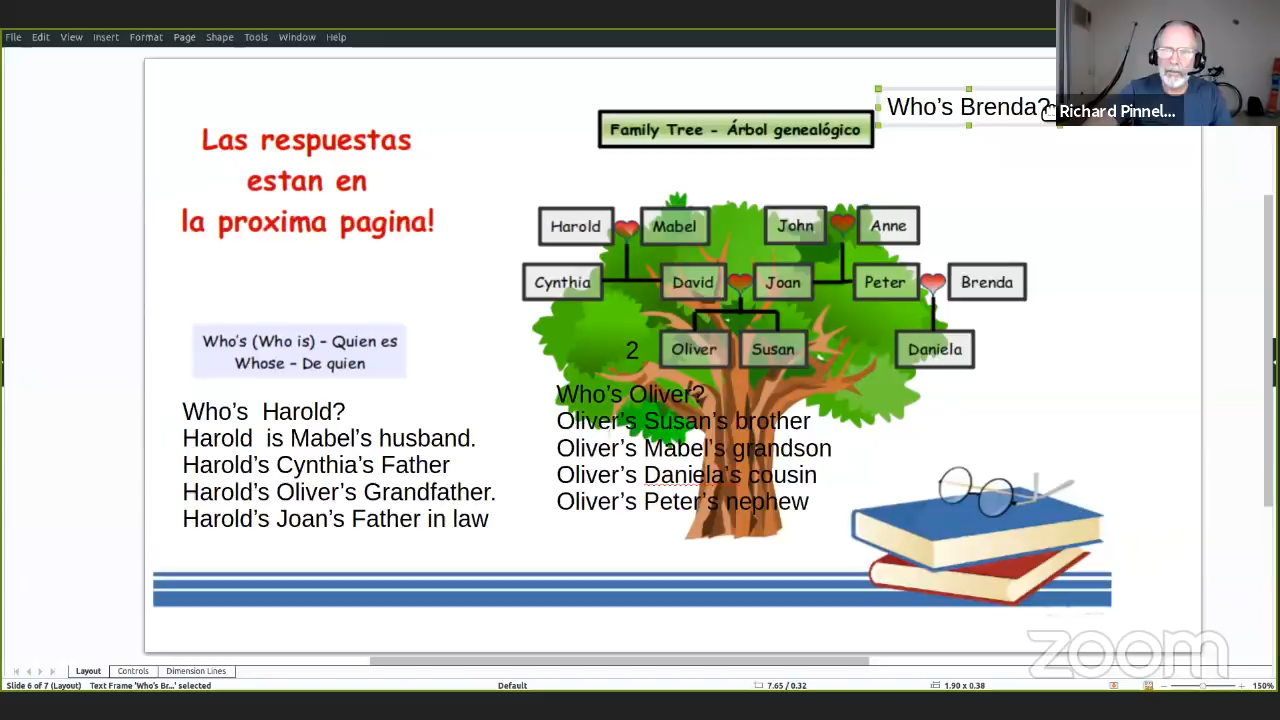 File Edit View Insert Format Page Shape Tools Window Help
Who's Brenda?
Richard Pinnel...
Family Tree - Árbol genealógico
Las respuestas
estan en
la proxima pagina!
Harold Mabel John Anne
Cynthia David Joan Peter Brenda
Oliver Susan Daniela
Who's (Who is) – Quien es
Whose – De quien
2
Who's  Harold?
Harold  is Mabel's husband.
Harold's Cynthia's Father
Harold's Oliver's Grandfather.
Harold's Joan's Father in law
Who's Oliver?
Oliver's Susan's brother
Oliver's Mabel's grandson
Oliver's Daniela's cousin
Oliver's Peter's nephew
zoom
Layout Controls Dimension Lines
Slide 6 of 7 (Layout) Text Frame 'Who's Br...' selected Default 7.65 / 0.32 1.90 x 0.38 150%